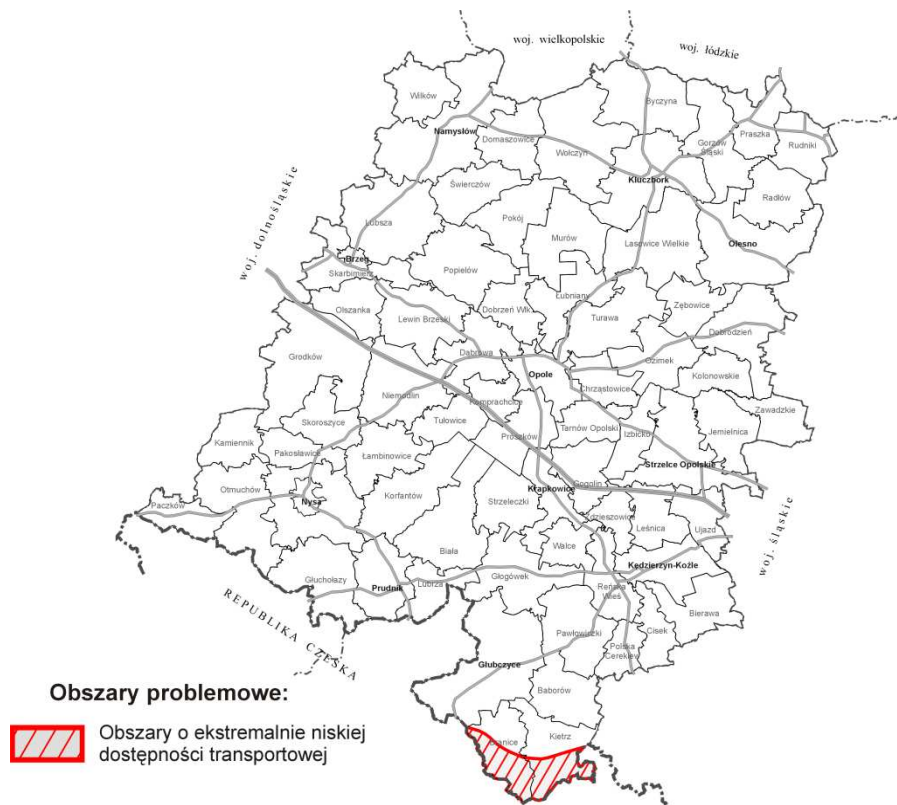 woj. wielkopolskie
woj. łódzkie
Wilków
Byczyna
Namysłów
Domaszowice
Wołczyn
Gorzów
Śląski
Praszka
Rudniki
Kluczbork
Świerczów
Radłów
Lubsza
Pokój
Murów
Lasowice Wielkie
Olesno
woj. dolnośląskie
Brzeg
Skarbimierz
Popielów
Olszanka
Lewin Brzeski
Dobrzeń Wlk.
Łubniany
Turawa
Zębowice
Dobrodzień
Grodków
Dąbrowa
Opole
Ozimek
Kolonowskie
Niemodlin
Komprachcice
Chrząstowice
Zawadzkie
Skoroszyce
Tułowice
Prószków
Tarnów Opolski
Izbicko
Jemielnica
Kamiennik
Pakosławice
Łambinowice
Strzelce Opolskie
Otmuchów
Nysa
Korfantów
Strzeleczki
Krapkowice
Gogolin
Paczków
Zdzieszowice
Leśnica
Ujazd
woj. śląskie
Biała
Walce
Głuchołazy
Prudnik
Lubrza
Głogówek
Kędzierzyn-Koźle
Reńska
Wieś
Bierawa
REPUBLIKA CZESKA
Pawłowiczki
Cisek
Polska
Cerekiew
Głubczyce
Baborów
Branice
Kietrz
Obszary problemowe:
Obszary o ekstremalnie niskiej
dostępności transportowej